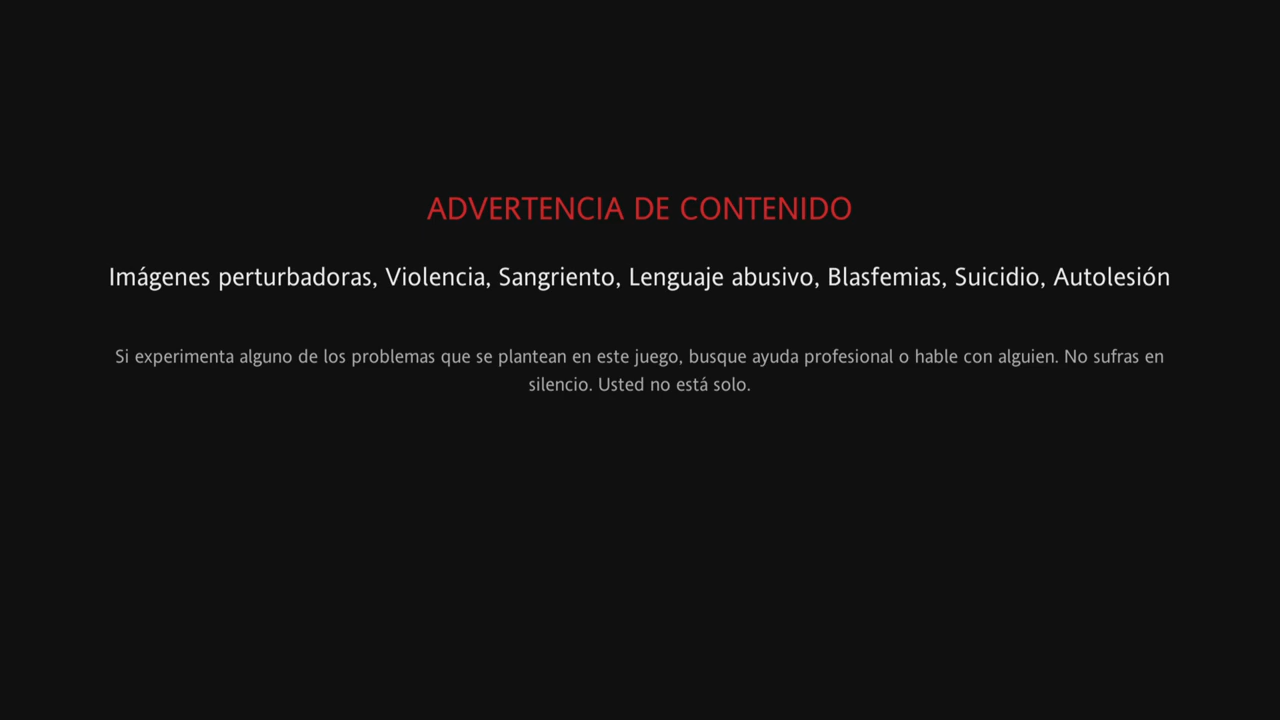 ADVERTENCIA DE CONTENIDO
Imágenes perturbadoras, Violencia, Sangriento, Lenguaje abusivo, Blasfemias, Suicidio, Autolesión
Si experimenta alguno de los problemas que se plantean en este juego, busque ayuda profesional o hable con alguien. No sufras en
silencio. Usted no está solo.